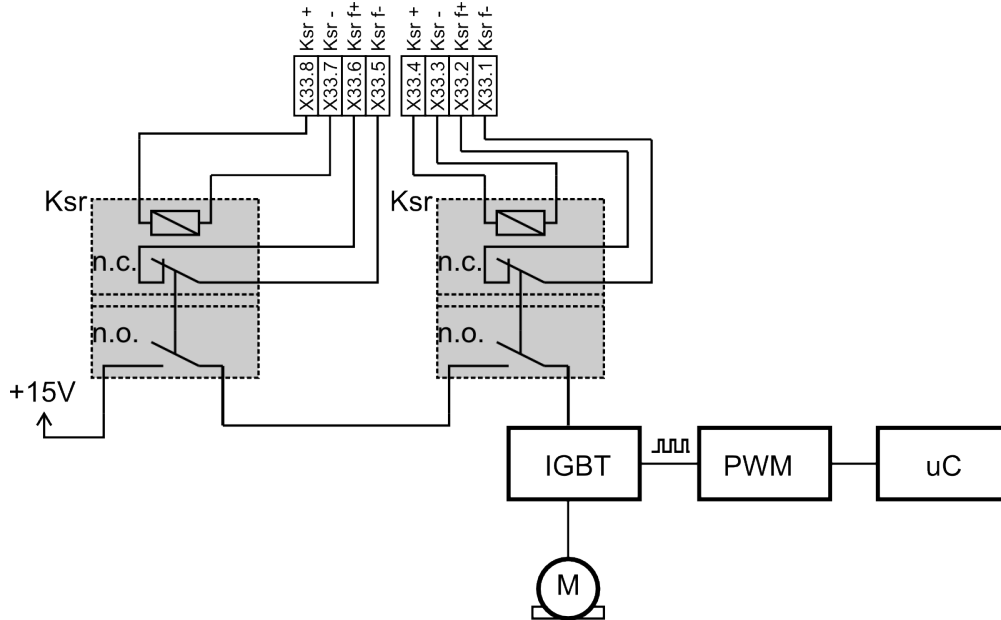 Ksr +
Ksr -
Ksr f+
Ksr f-
Ksr +
Ksr -
Ksr f+
Ksr f-
X33.8
X33.7
X33.6
X33.5
X33.4
X33.3
X33.2
X33.1
Ksr
Ksr
n.c.
n.c.
n.o.
n.o.
+15V
IGBT
PWM
uC
M